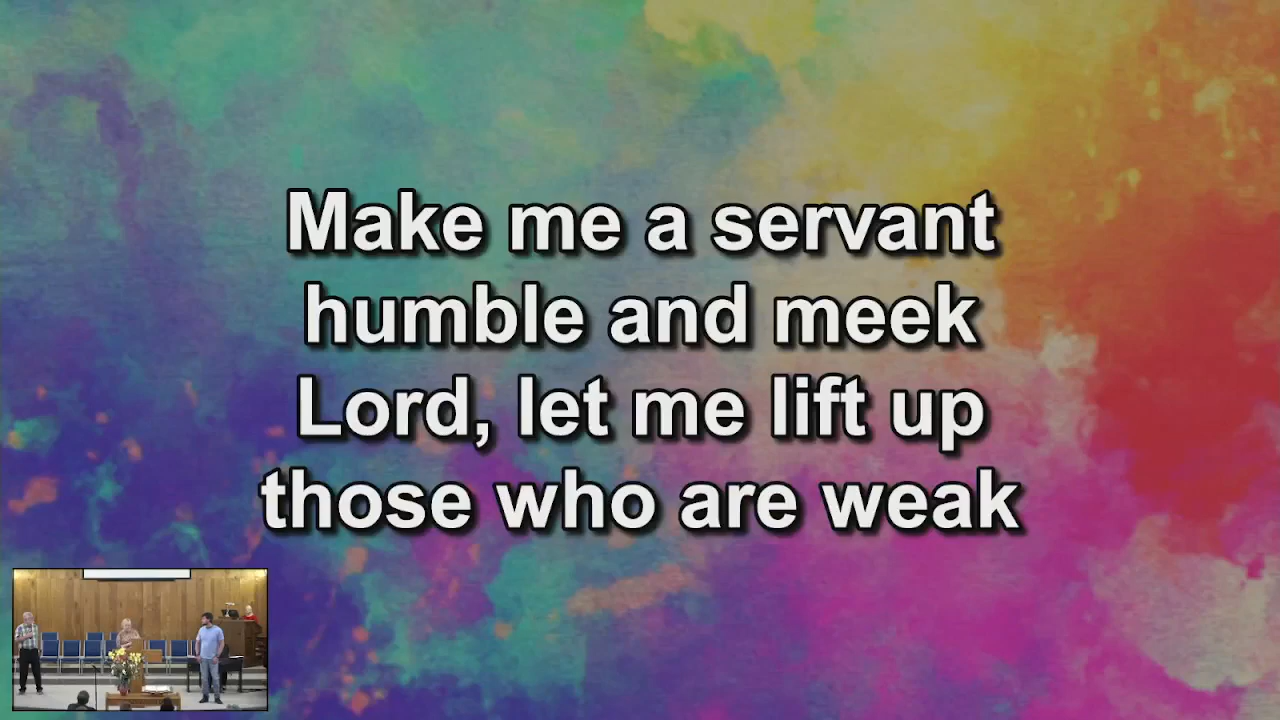 Make me a servant
humble and meek
Lord, let me lift up
those who are weak